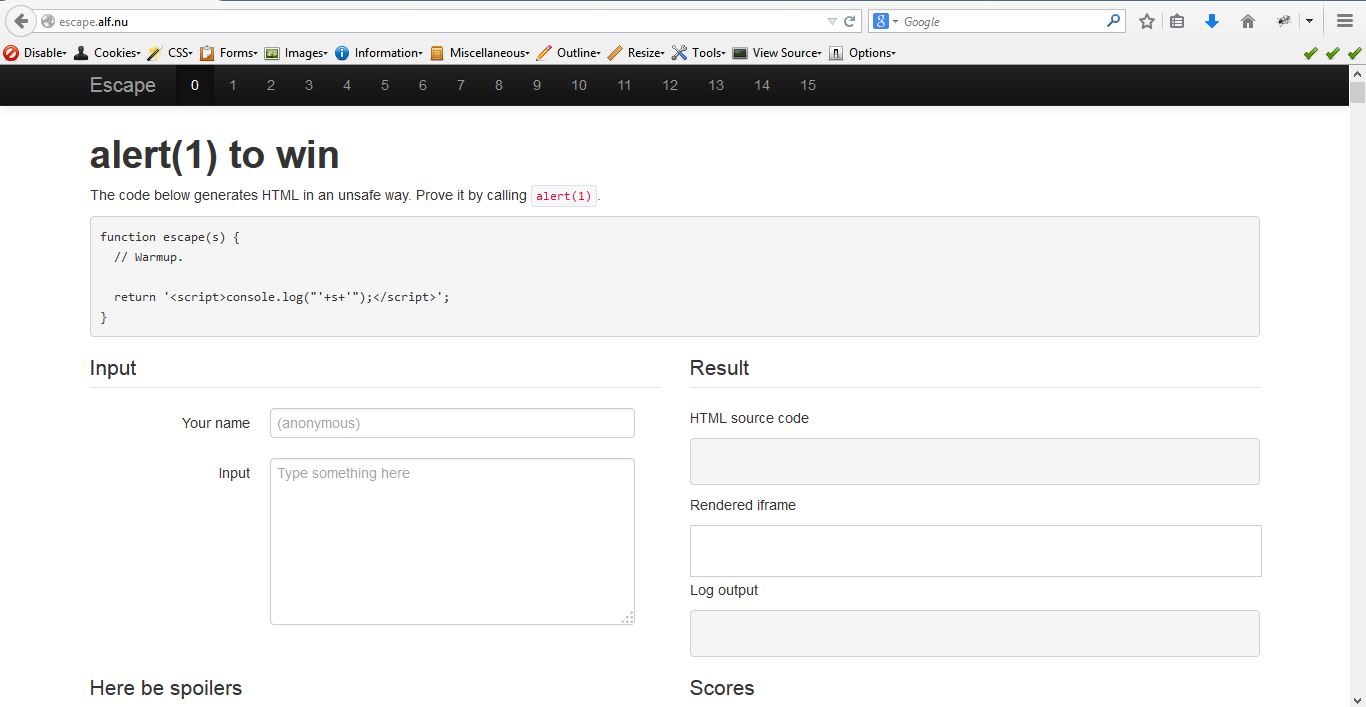 escape.alf.nu
8 Google
Disable Cookies CSS Forms Images Information Miscellaneous Outline Resize Tools View Source Options
Escape 0 1 2 3 4 5 6 7 8 9 10 11 12 13 14 15
alert(1) to win
The code below generates HTML in an unsafe way. Prove it by calling alert(1).
function escape(s) {
// Warmup.
return '<script>console.log("'+s+'");</script>';
}
Input
Your name
(anonymous)
Input
Type something here
Result
HTML source code
Rendered iframe
Log output
Here be spoilers
Scores